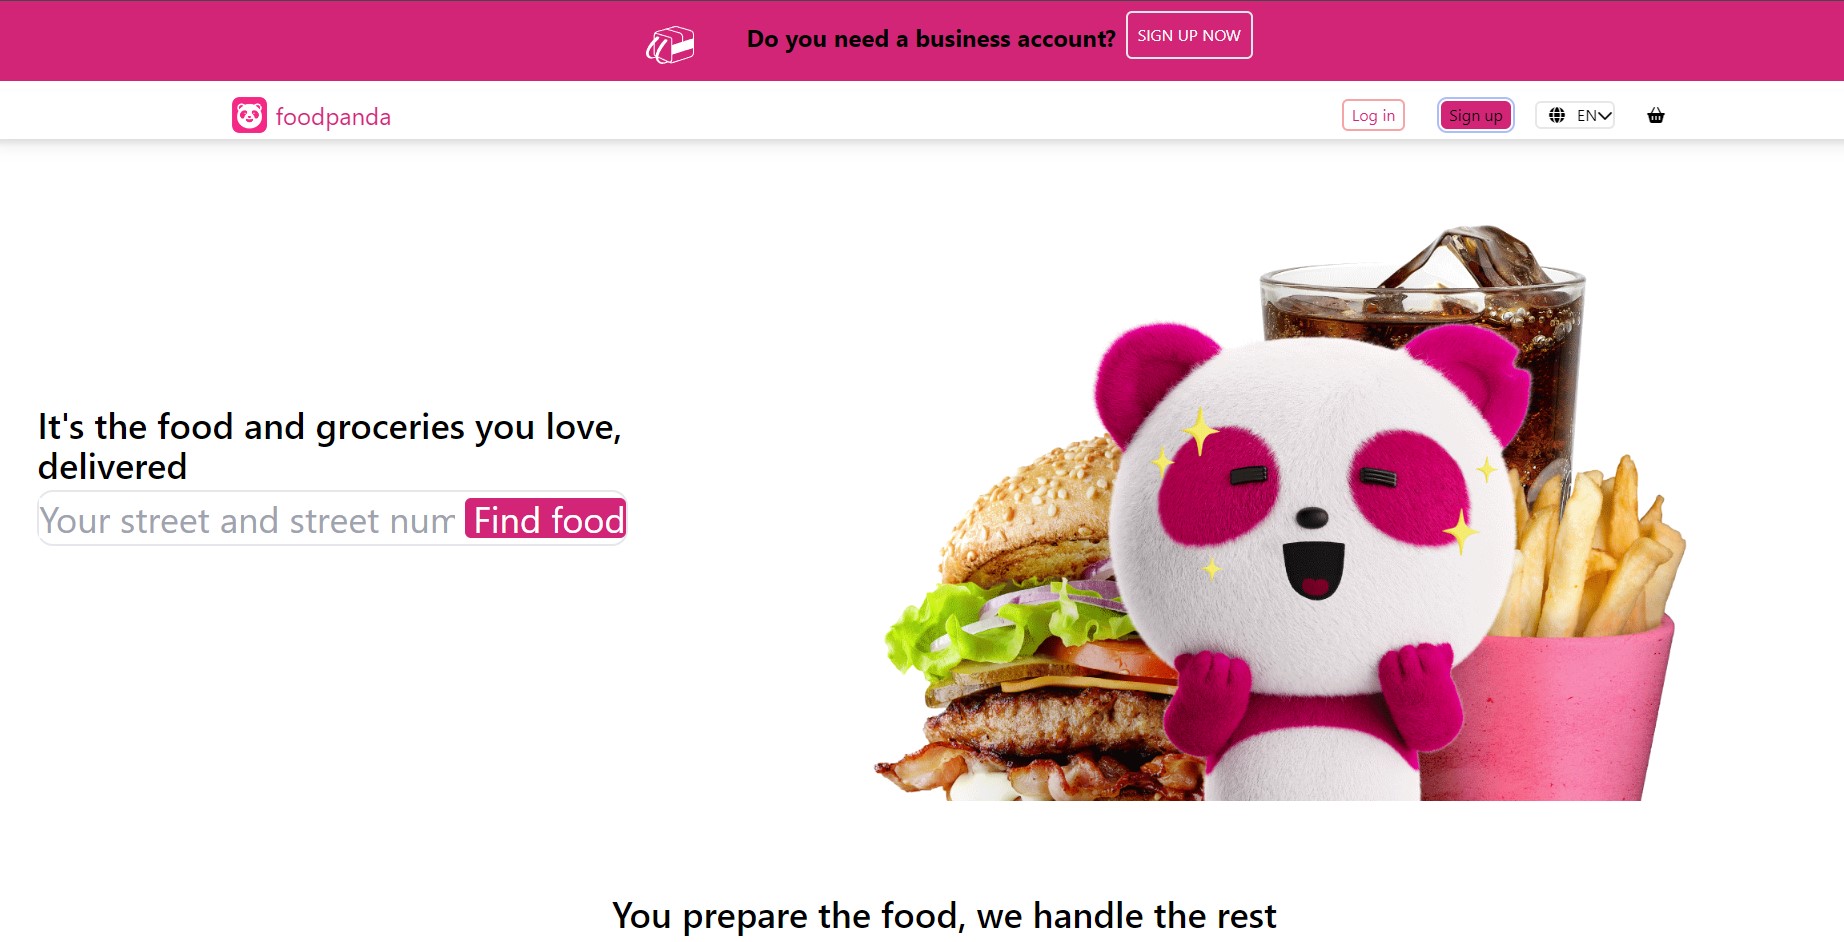 Do you need a business account? SIGN UP NOW
foodpanda Log in Sign up EN
It's the food and groceries you love,
delivered
Your street and street num Find food
You prepare the food, we handle the rest